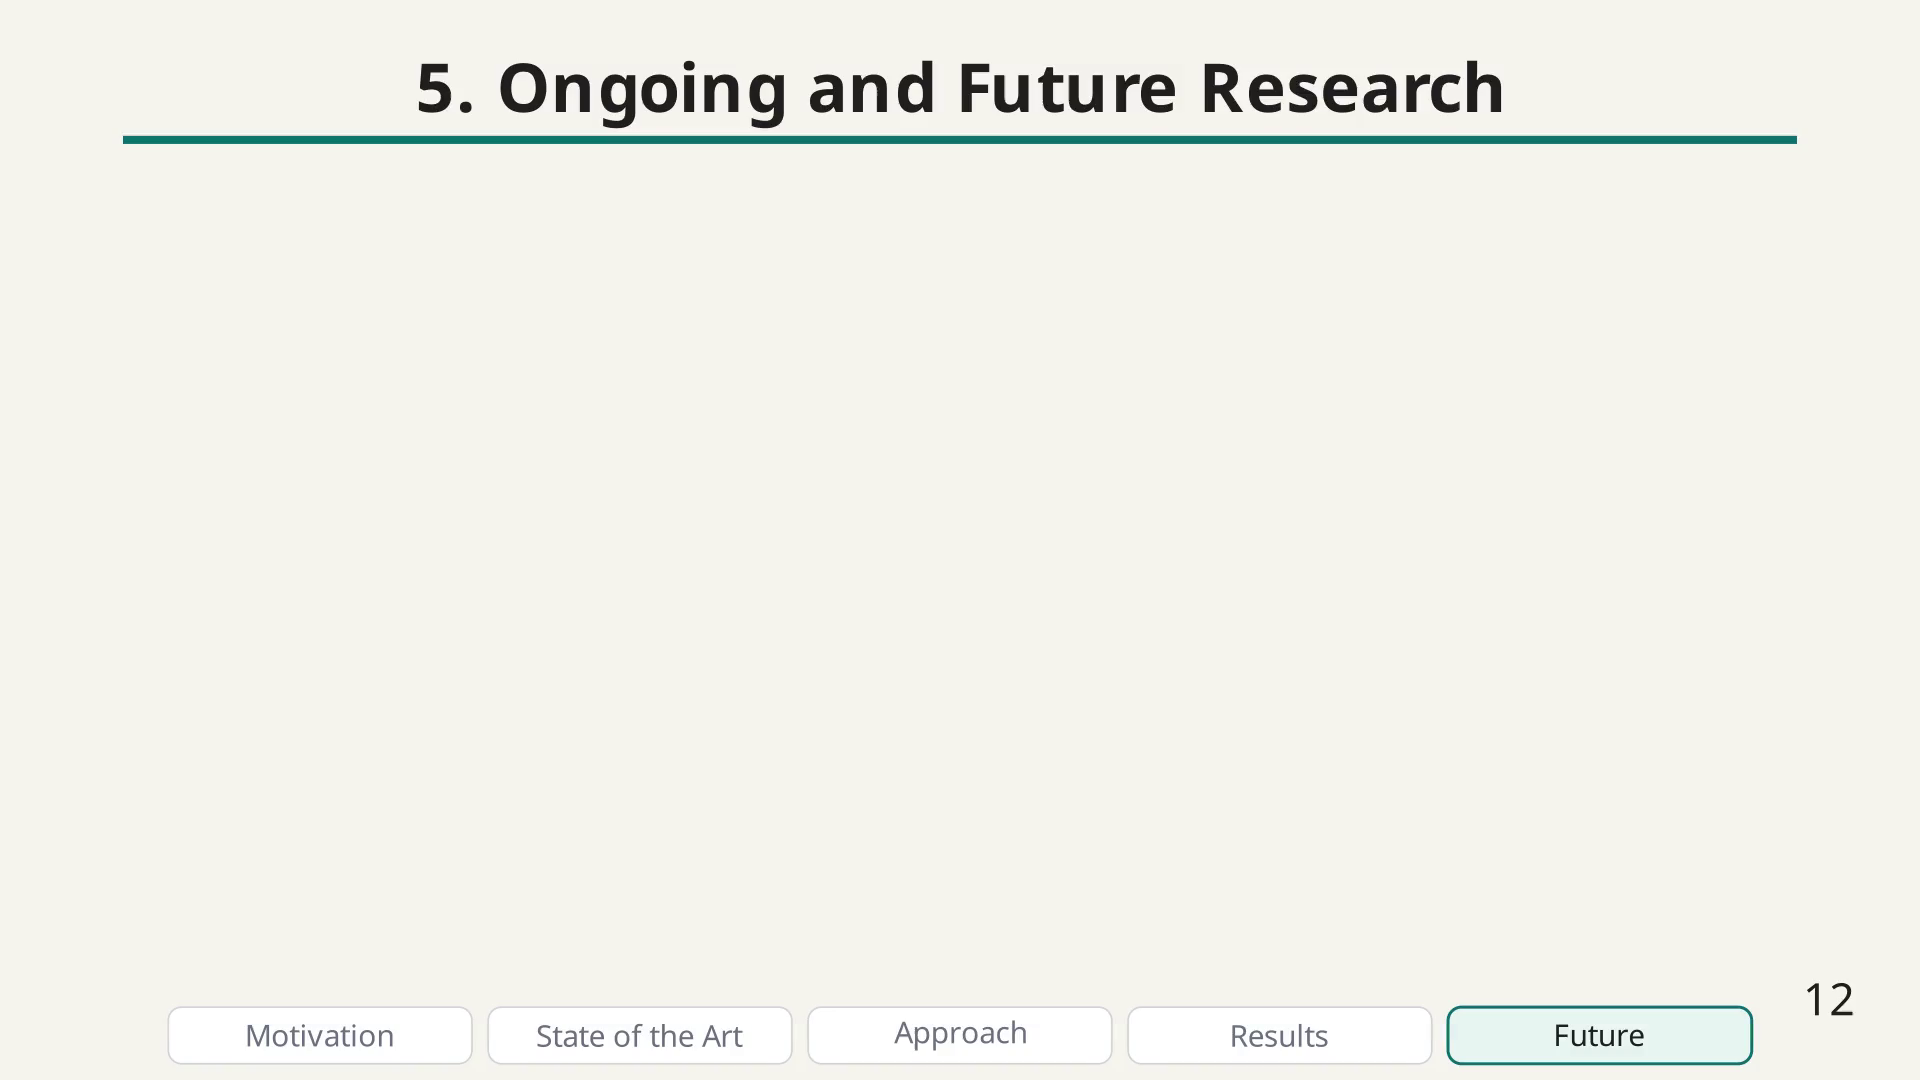 5. Ongoing and Future Research
12
Motivation
State of the Art
Approach
Results
Future